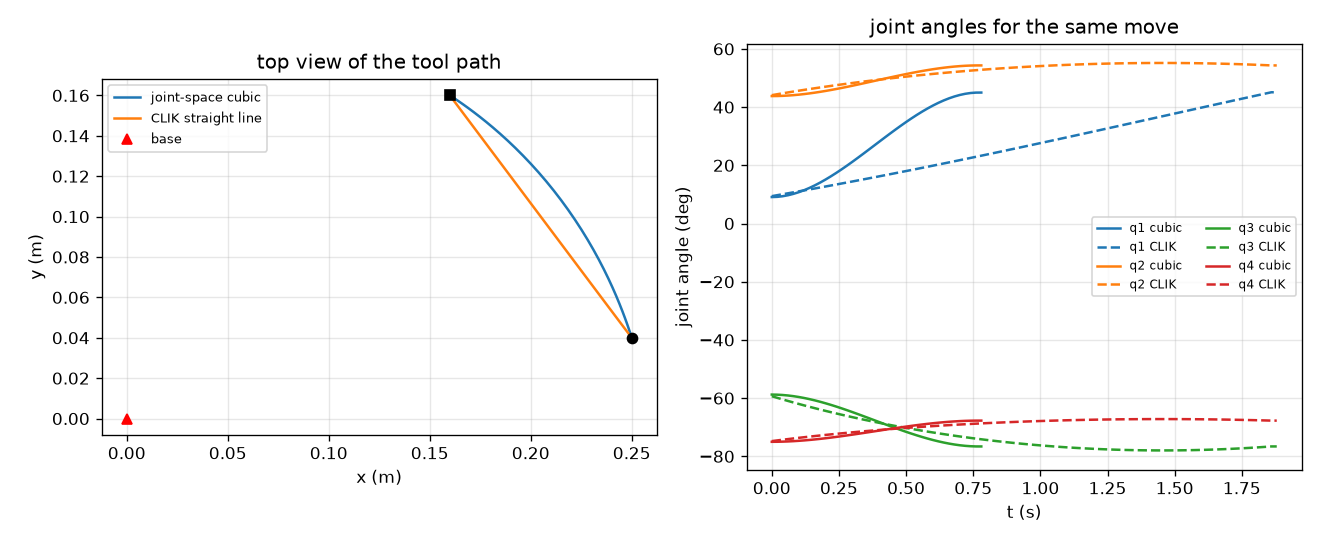 top view of the tool path
joint-space cubic
CLIK straight line
base
0.16
0.14
0.12
0.10
0.08
0.06
0.04
0.02
0.00
y (m)
0.00 0.05 0.10 0.15 0.20 0.25
x (m)
joint angles for the same move
60
40
20
0
−20
−40
−60
−80
joint angle (deg)
q1 cubic q3 cubic
q1 CLIK q3 CLIK
q2 cubic q4 cubic
q2 CLIK q4 CLIK
0.00 0.25 0.50 0.75 1.00 1.25 1.50 1.75
t (s)